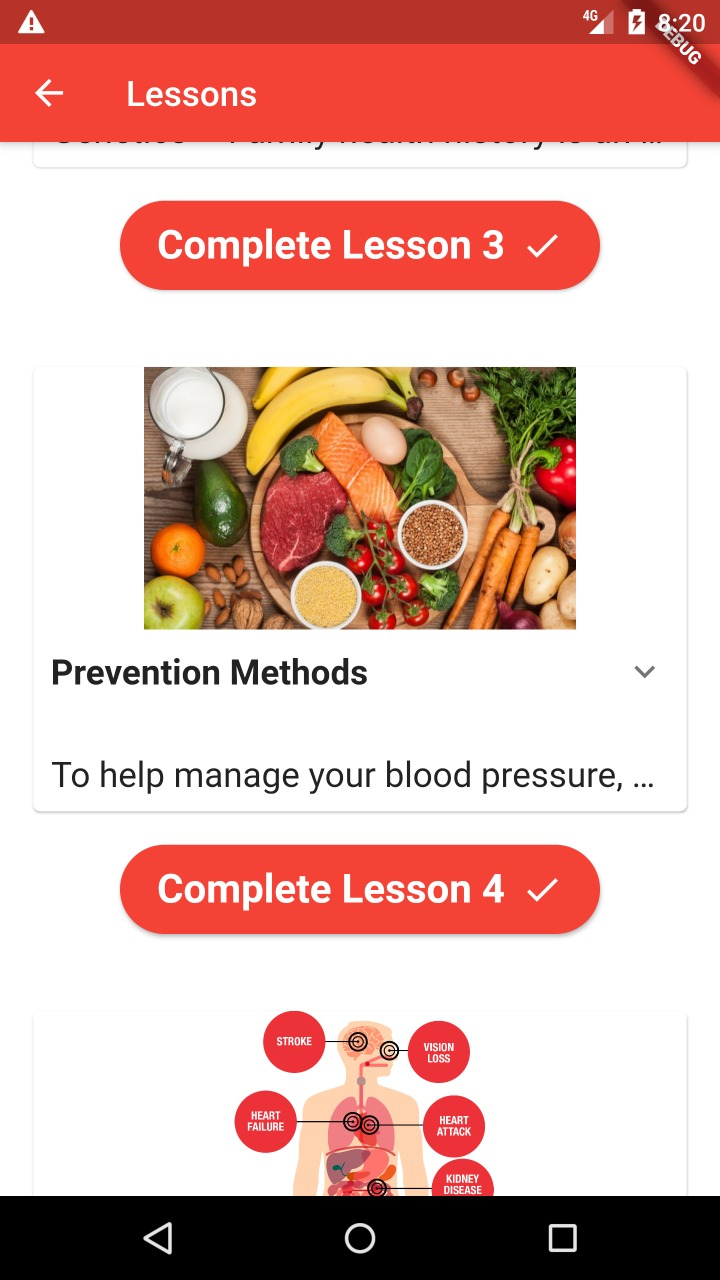 8:20
4G
DEBUG
Lessons
Complete Lesson 3
Prevention Methods
To help manage your blood pressure, ...
Complete Lesson 4
STROKE
VISION
LOSS
HEART
FAILURE
HEART
ATTACK
KIDNEY
DISEASE